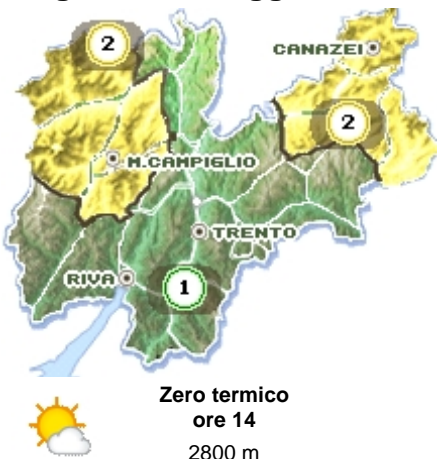 2
CANAZEI
2
M.CAMPIGLIO
TRENTO
RIVA
1
Zero termico
ore 14
2800 m